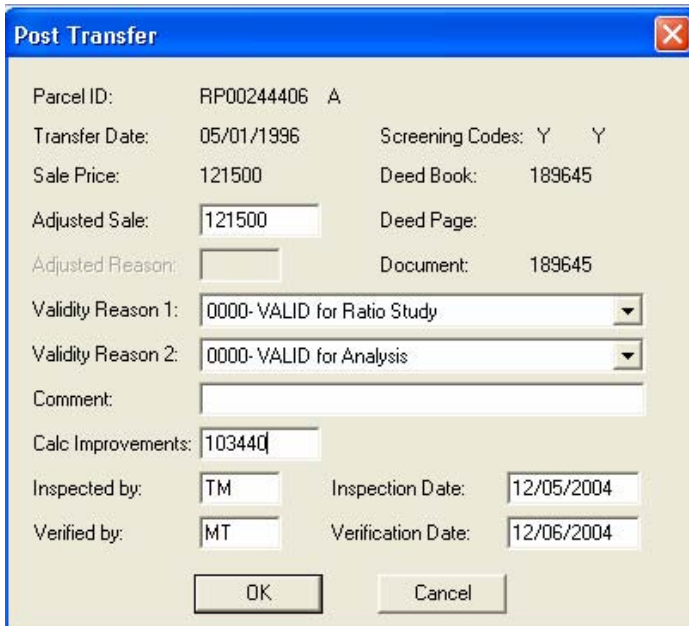 Post Transfer
Parcel ID: RP00244406 A
Transfer Date: 05/01/1996 Screening Codes: Y Y
Sale Price: 121500 Deed Book: 189645
Adjusted Sale: 121500 Deed Page:
Adjusted Reason: Document: 189645
Validity Reason 1: 0000- VALID for Ratio Study
Validity Reason 2: 0000- VALID for Analysis
Comment:
Calc Improvements: 103440
Inspected by: TM Inspection Date: 12/05/2004
Verified by: MT Verification Date: 12/06/2004
OK Cancel